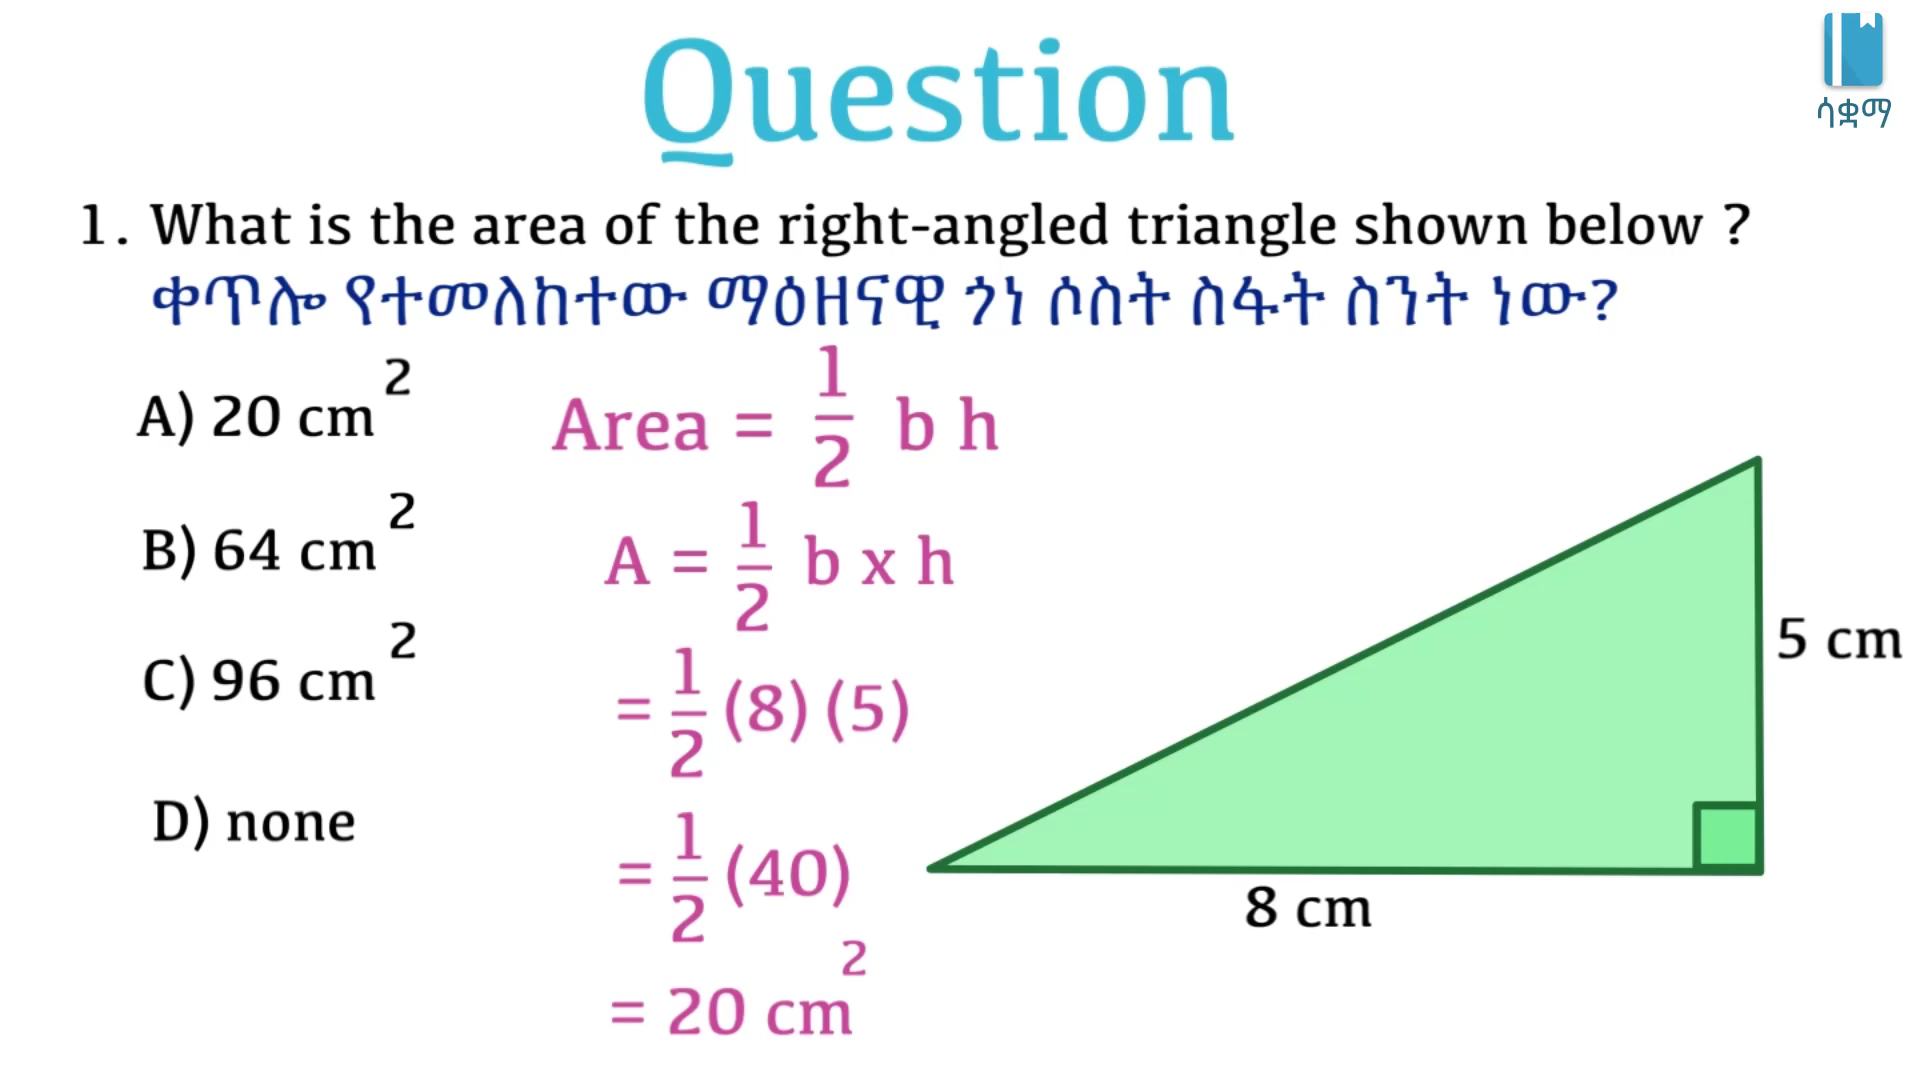 Question
ሳቋማ
1. What is the area of the right-angled triangle shown below ?
ቀጥሎ የተመለከተው ማዕዘናዊ ጎነ ሶስት ስፋት ስንት ነው?
A) 20 cm²
B) 64 cm²
C) 96 cm²
D) none
Area = 1/2 b h
A = 1/2 b x h
= 1/2 (8) (5)
= 1/2 (40)
= 20 cm²
5 cm
8 cm